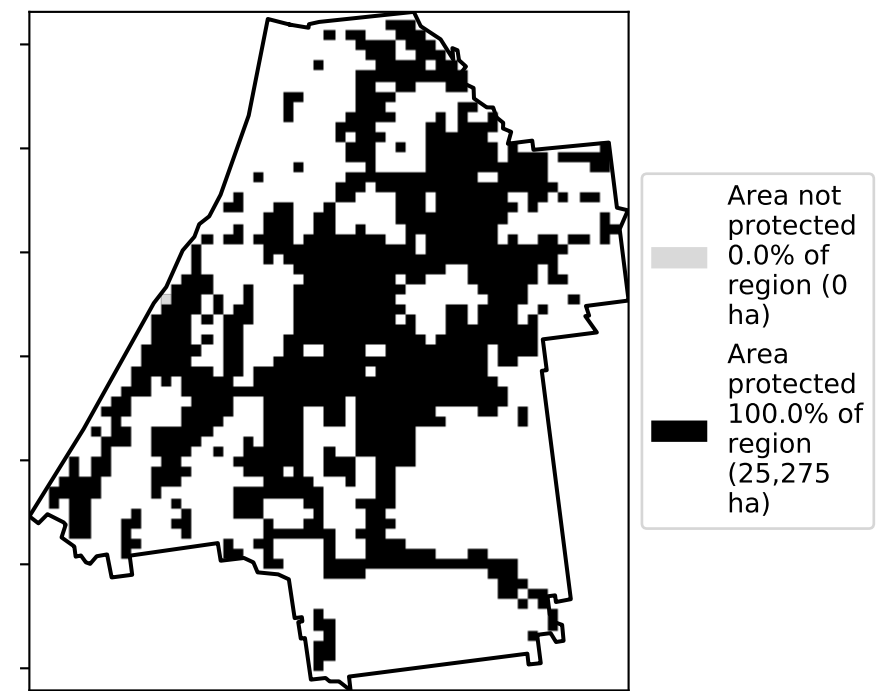 Area not
protected
0.0% of
region (0
ha)
Area
protected
100.0% of
region
(25,275
ha)